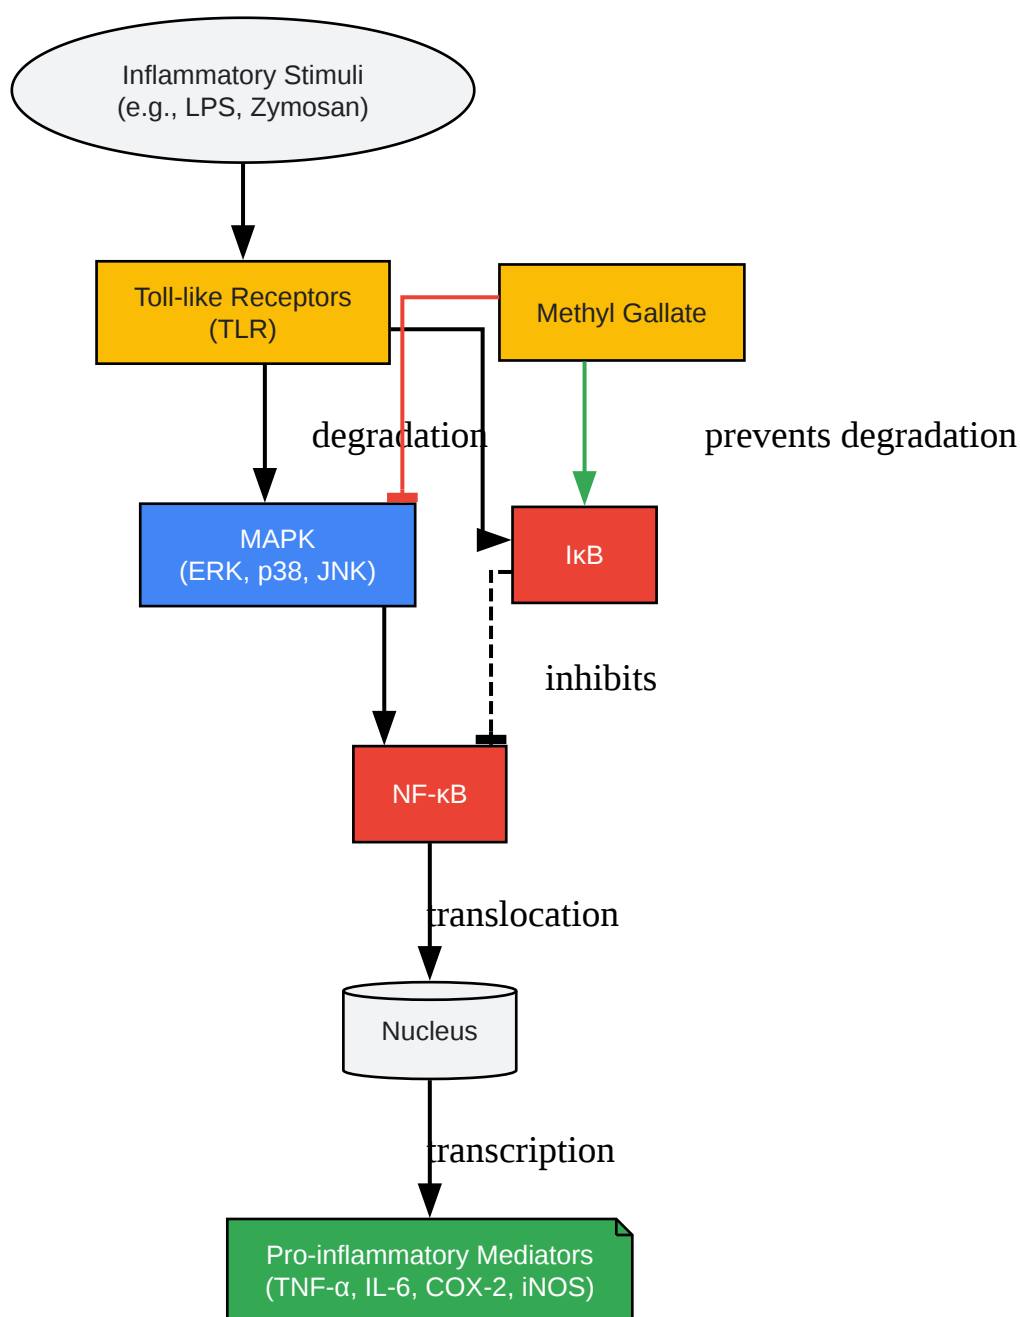 Inflammatory Stimuli
(e.g., LPS, Zymosan)
Toll-like Receptors
(TLR)
Methyl Gallate
degradation
prevents degradation
MAPK
(ERK, p38, JNK)
IκB
inhibits
NF-κB
translocation
Nucleus
transcription
Pro-inflammatory Mediators
(TNF-α, IL-6, COX-2, iNOS)